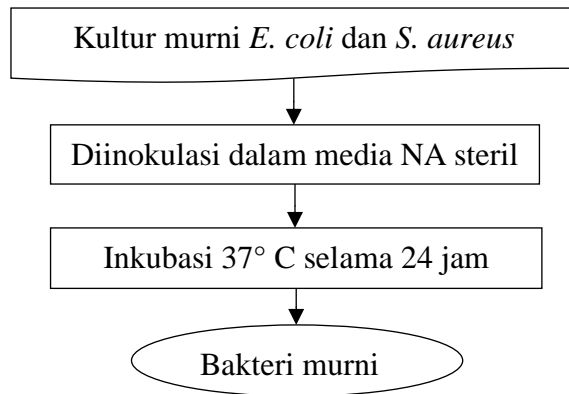 Kultur murni E. coli dan S. aureus
Diinokulasi dalam media NA steril
Inkubasi 37° C selama 24 jam
Bakteri murni